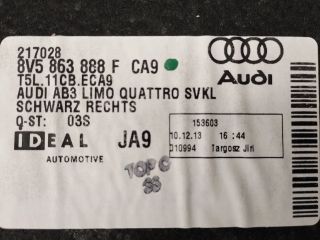 217028
8V5 863 888 F CA9
T5L.11CB.ECA9
Audi
AUDI AB3 LIMO QUATTRO SVKL
SCHWARZ RECHTS
Q-ST: 03S
IDEAL JA9
AUTOMOTIVE
153603
10.12.13 16:44
010994 Targosz Jiri
TOP C
36